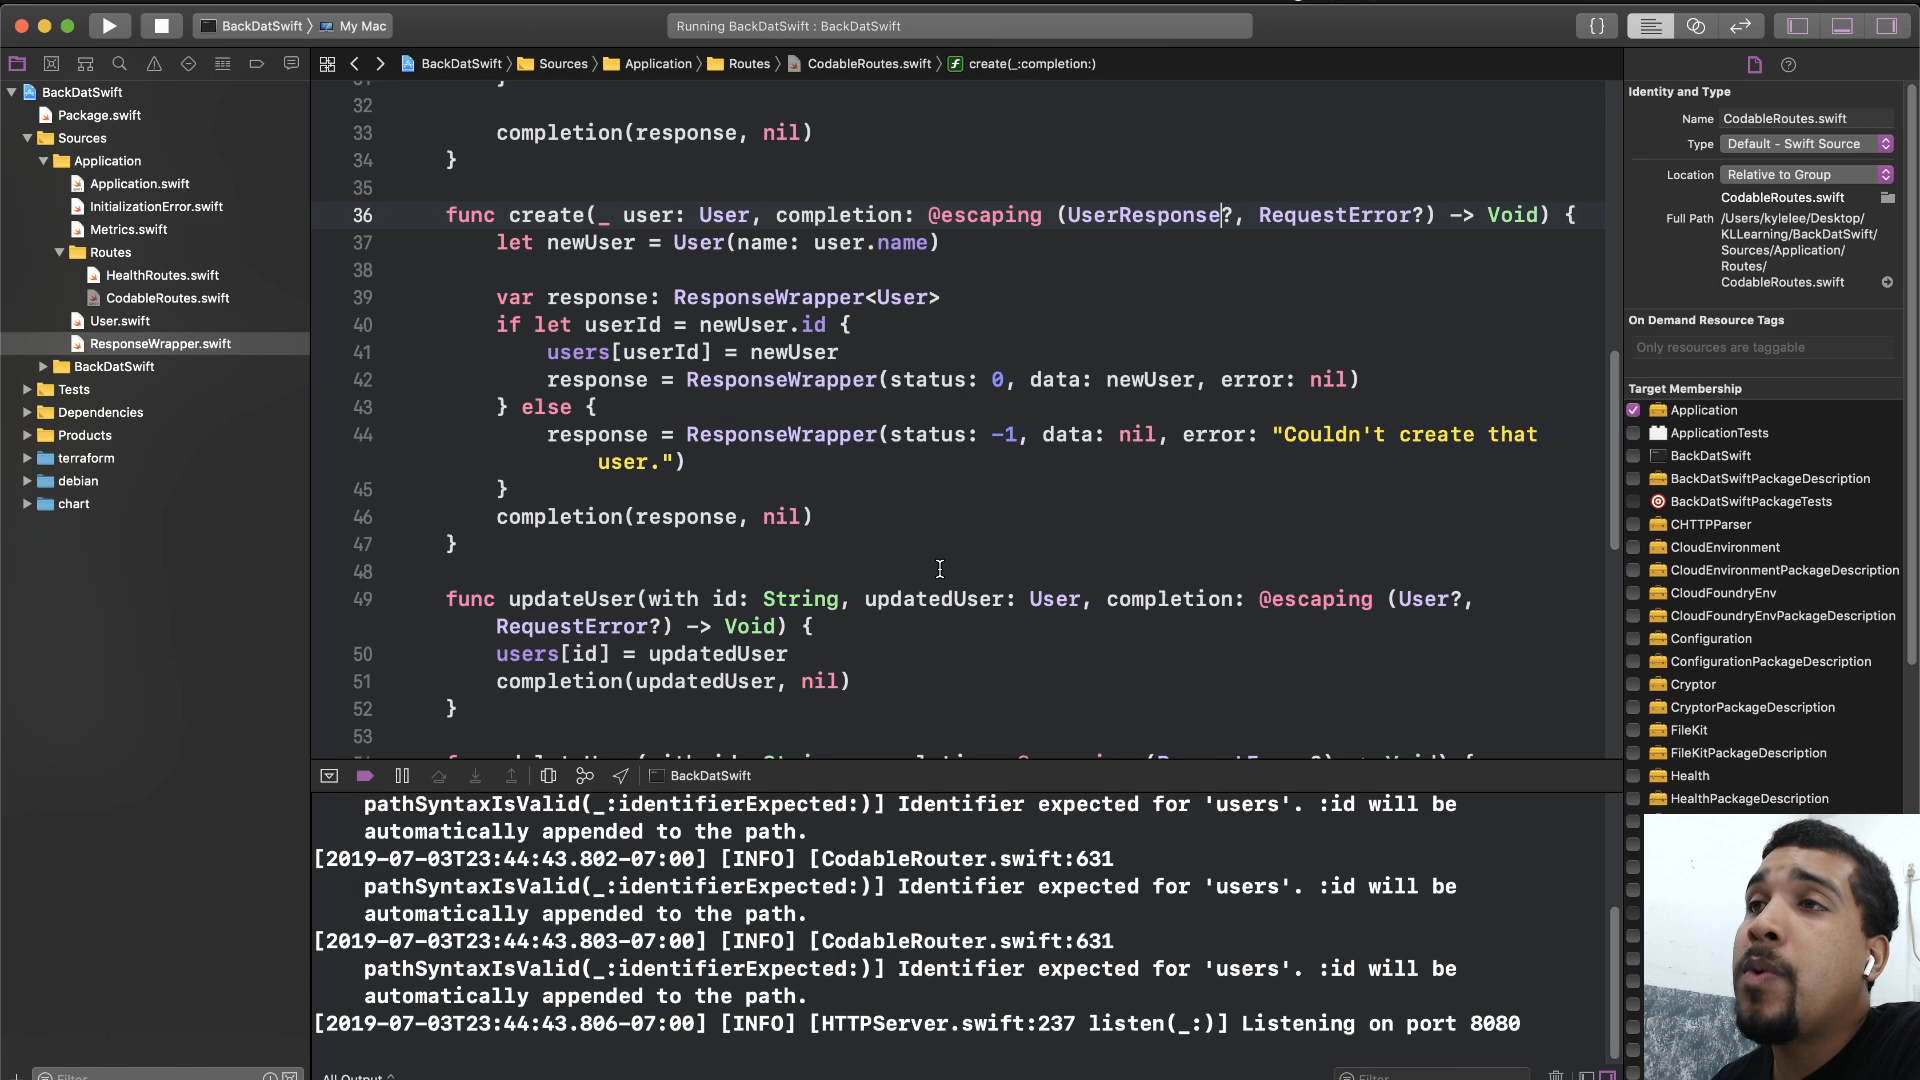 BackDatSwift 〉 My Mac
Running BackDatSwift : BackDatSwift
{}
BackDatSwift 〉 Sources 〉 Application 〉 Routes 〉 CodableRoutes.swift 〉 create(_:completion:)
BackDatSwift
Package.swift
Sources
Application
Application.swift
InitializationError.swift
Metrics.swift
Routes
HealthRoutes.swift
CodableRoutes.swift
User.swift
ResponseWrapper.swift
BackDatSwift
Tests
Dependencies
Products
terraform
debian
chart
Filter
32
33 completion(response, nil)
34 }
35
36 func create(_ user: User, completion: @escaping (UserResponse?, RequestError?) -> Void) {
37 let newUser = User(name: user.name)
38
39 var response: ResponseWrapper<User>
40 if let userId = newUser.id {
41 users[userId] = newUser
42 response = ResponseWrapper(status: 0, data: newUser, error: nil)
43 } else {
44 response = ResponseWrapper(status: -1, data: nil, error: "Couldn't create that
user.")
45 }
46 completion(response, nil)
47 }
48
49 func updateUser(with id: String, updatedUser: User, completion: @escaping (User?,
RequestError?) -> Void) {
50 users[id] = updatedUser
51 completion(updatedUser, nil)
52 }
53
BackDatSwift
pathSyntaxIsValid(_:identifierExpected:)] Identifier expected for 'users'. :id will be
automatically appended to the path.
[2019-07-03T23:44:43.802-07:00] [INFO] [CodableRouter.swift:631
pathSyntaxIsValid(_:identifierExpected:)] Identifier expected for 'users'. :id will be
automatically appended to the path.
[2019-07-03T23:44:43.803-07:00] [INFO] [CodableRouter.swift:631
pathSyntaxIsValid(_:identifierExpected:)] Identifier expected for 'users'. :id will be
automatically appended to the path.
[2019-07-03T23:44:43.806-07:00] [INFO] [HTTPServer.swift:237 listen(_:)] Listening on port 8080
All Output
Filter
Identity and Type
Name CodableRoutes.swift
Type Default - Swift Source
Location Relative to Group
CodableRoutes.swift
Full Path /Users/kylelee/Desktop/
KLLearning/BackDatSwift/
Sources/Application/
Routes/
CodableRoutes.swift
On Demand Resource Tags
Only resources are taggable
Target Membership
Application
ApplicationTests
BackDatSwift
BackDatSwiftPackageDescription
BackDatSwiftPackageTests
CHTTPParser
CloudEnvironment
CloudEnvironmentPackageDescription
CloudFoundryEnv
CloudFoundryEnvPackageDescription
Configuration
ConfigurationPackageDescription
Cryptor
CryptorPackageDescription
FileKit
FileKitPackageDescription
Health
HealthPackageDescription